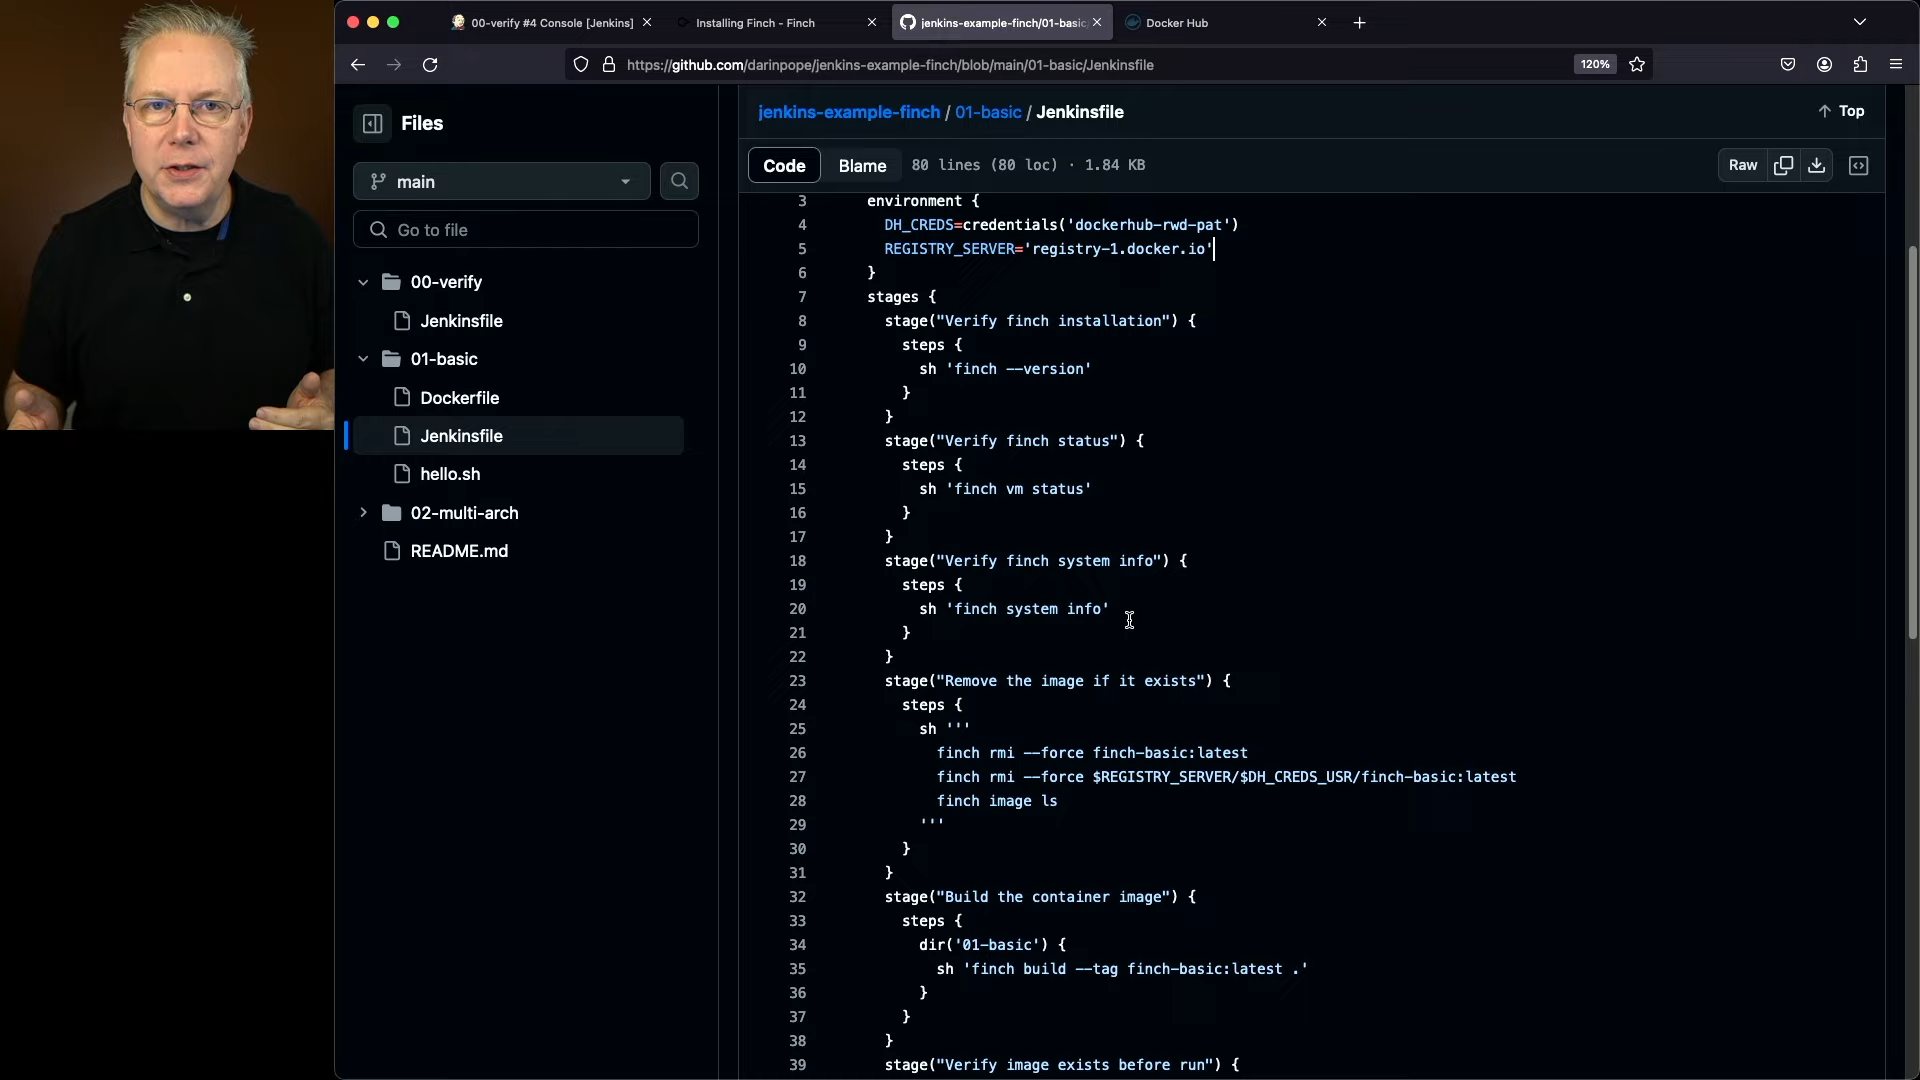 00-verify #4 Console [Jenkins]
Installing Finch - Finch
jenkins-example-finch/01-basic
Docker Hub
https://github.com/darinpope/jenkins-example-finch/blob/main/01-basic/Jenkinsfile
120%
Files
main
Go to file
00-verify
Jenkinsfile
01-basic
Dockerfile
Jenkinsfile
hello.sh
02-multi-arch
README.md
jenkins-example-finch / 01-basic / Jenkinsfile
Top
Code
Blame
80 lines (80 loc) · 1.84 KB
Raw
3 environment {
4 DH_CREDS=credentials('dockerhub-rwd-pat')
5 REGISTRY_SERVER='registry-1.docker.io'
6 }
7 stages {
8 stage("Verify finch installation") {
9 steps {
10 sh 'finch --version'
11 }
12 }
13 stage("Verify finch status") {
14 steps {
15 sh 'finch vm status'
16 }
17 }
18 stage("Verify finch system info") {
19 steps {
20 sh 'finch system info'
21 }
22 }
23 stage("Remove the image if it exists") {
24 steps {
25 sh '''
26 finch rmi --force finch-basic:latest
27 finch rmi --force $REGISTRY_SERVER/$DH_CREDS_USR/finch-basic:latest
28 finch image ls
29 '''
30 }
31 }
32 stage("Build the container image") {
33 steps {
34 dir('01-basic') {
35 sh 'finch build --tag finch-basic:latest .'
36 }
37 }
38 }
39 stage("Verify image exists before run") {